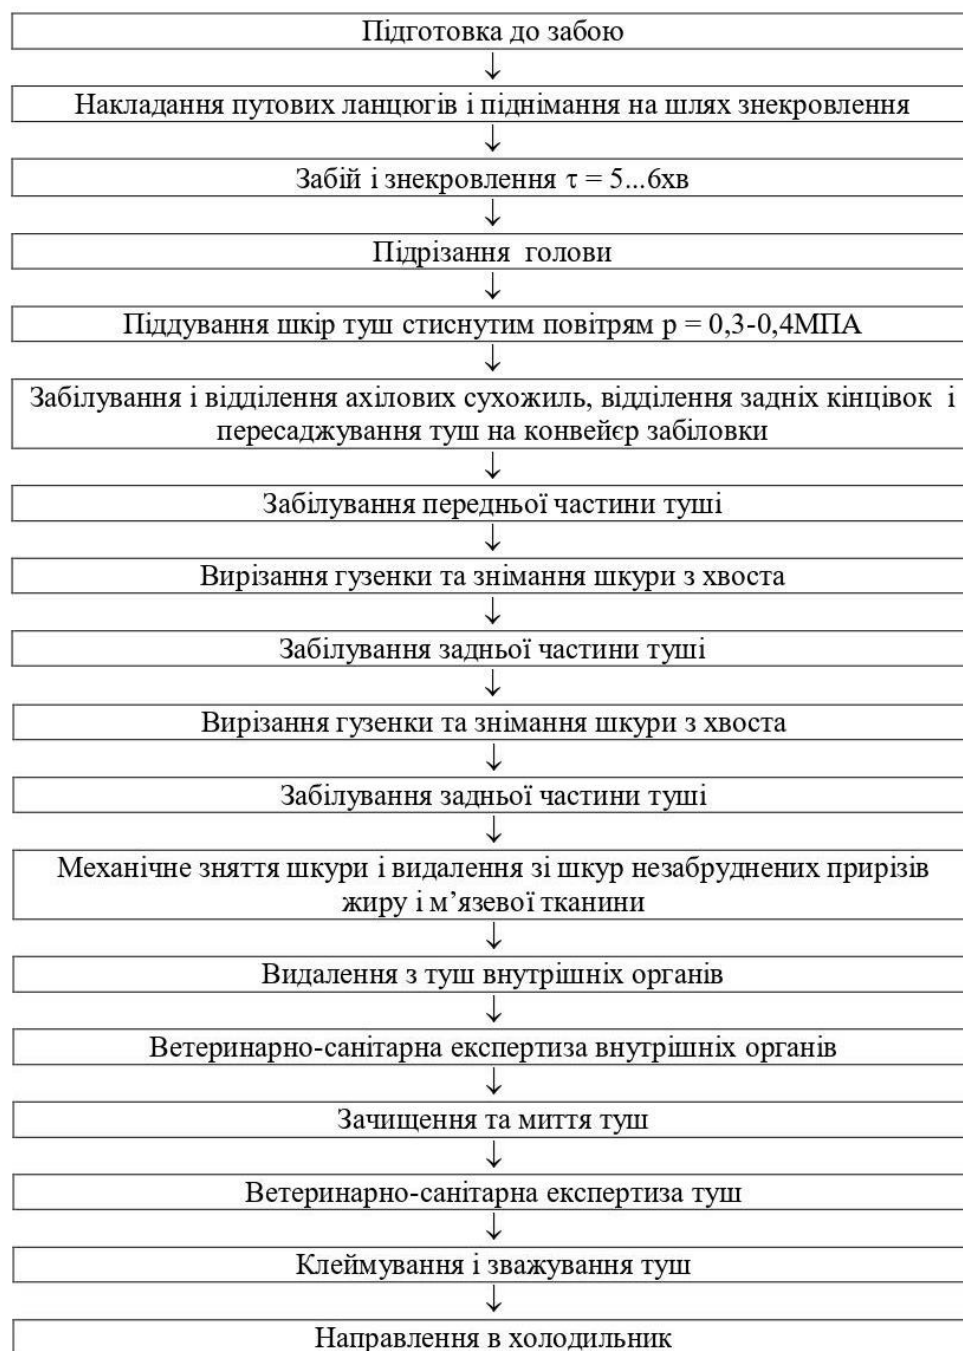 Підготовка до забою
↓
Накладання путових ланцюгів і піднімання на шлях знекровлення
↓
Забій і знекровлення τ = 5...6хв
↓
Підрізання голови
↓
Піддування шкір туш стиснутим повітрям р = 0,3-0,4МПА
↓
Забілування і відділення ахілових сухожиль, відділення задніх кінцівок і
пересаджування туш на конвейєр забіловки
↓
Забілування передньої частини туші
↓
Вирізання гузенки та знімання шкури з хвоста
↓
Забілування задньої частини туші
↓
Вирізання гузенки та знімання шкури з хвоста
↓
Забілування задньої частини туші
↓
Механічне зняття шкури і видалення зі шкур незабруднених прирізів
жиру і м’язевої тканини
↓
Видалення з туш внутрішніх органів
↓
Ветеринарно-санітарна експертиза внутрішніх органів
↓
Зачищення та миття туш
↓
Ветеринарно-санітарна експертиза туш
↓
Клеймування і зважування туш
↓
Направлення в холодильник